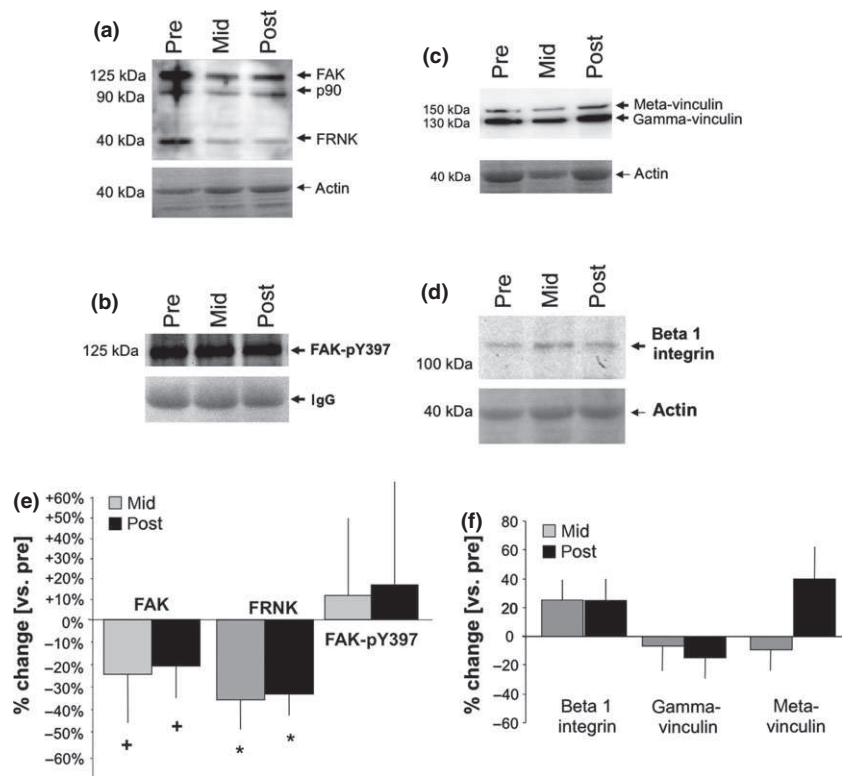 (a)
Pre Mid Post
125 kDa
90 kDa
40 kDa
FAK
p90
FRNK
40 kDa
Actin
(b)
Pre Mid Post
125 kDa
FAK-pY397
IgG
(c)
Pre Mid Post
150 kDa
130 kDa
Meta-vinculin
Gamma-vinculin
40 kDa
Actin
(d)
Pre Mid Post
100 kDa
Beta 1
integrin
40 kDa
Actin
(e)
% change [vs. pre]
+60%
+50%
+40%
+30%
+20%
+10%
0%
−10%
−20%
−30%
−40%
−50%
−60%
Mid
Post
FAK
FRNK
FAK-pY397
+ + * *
(f)
% change [vs. pre]
80
60
40
20
0
−20
−40
−60
Mid
Post
Beta 1
integrin
Gamma-
vinculin
Meta-
vinculin